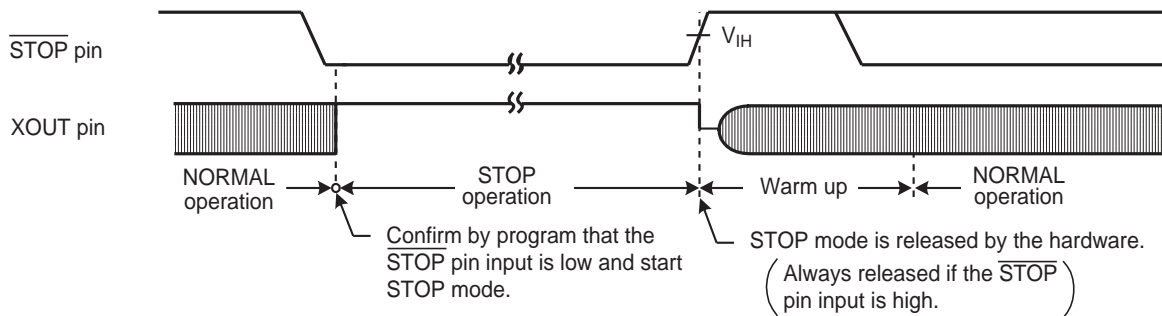 STOP pin
VIH
XOUT pin
NORMAL
operation
STOP
operation
Warm up
NORMAL
operation
Confirm by program that the
STOP pin input is low and start
STOP mode.
STOP mode is released by the hardware.
Always released if the STOP
pin input is high.